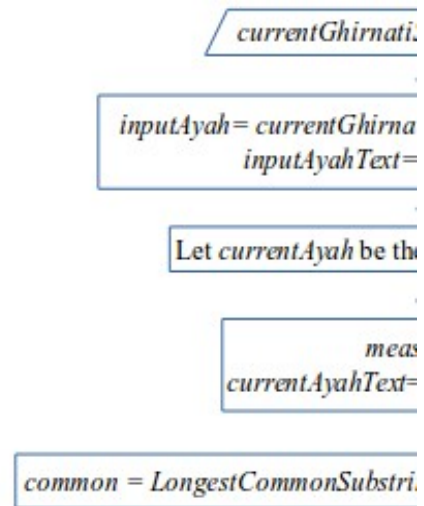 currentGhirnati
inputAyah= currentGhirna
inputAyahText=
Let currentAyah be the
meas
currentAyahText=
common = LongestCommonSubstri